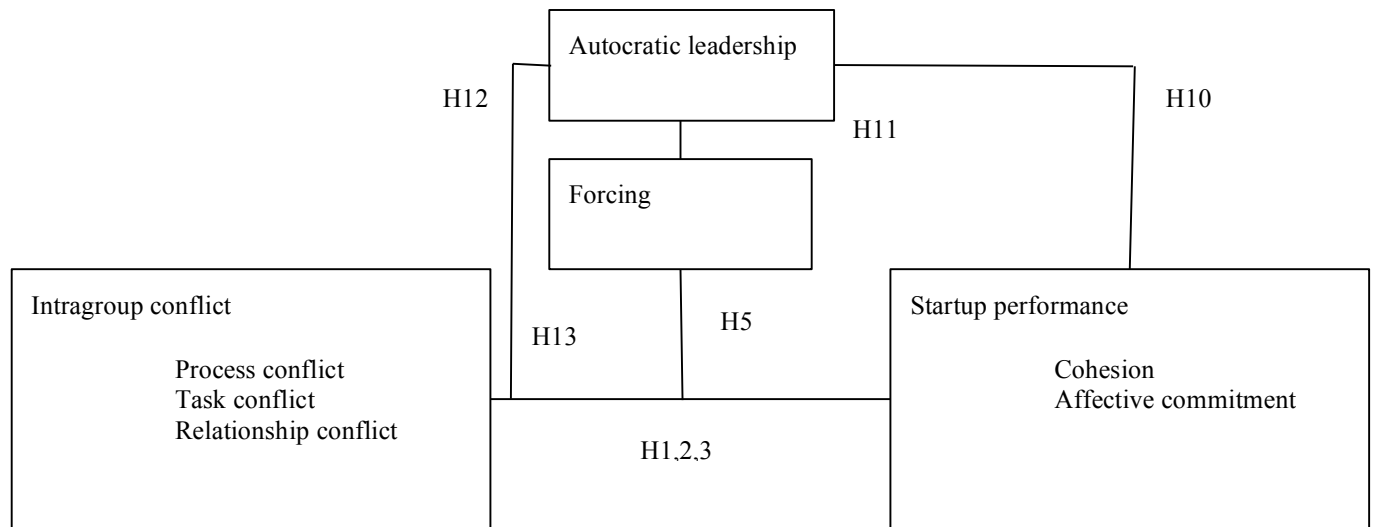 Autocratic leadership
H12
H10
H11
Forcing
Intragroup conflict
Startup performance
H5
H13
Process conflict
Cohesion
Task conflict
Affective commitment
Relationship conflict
H1,2,3